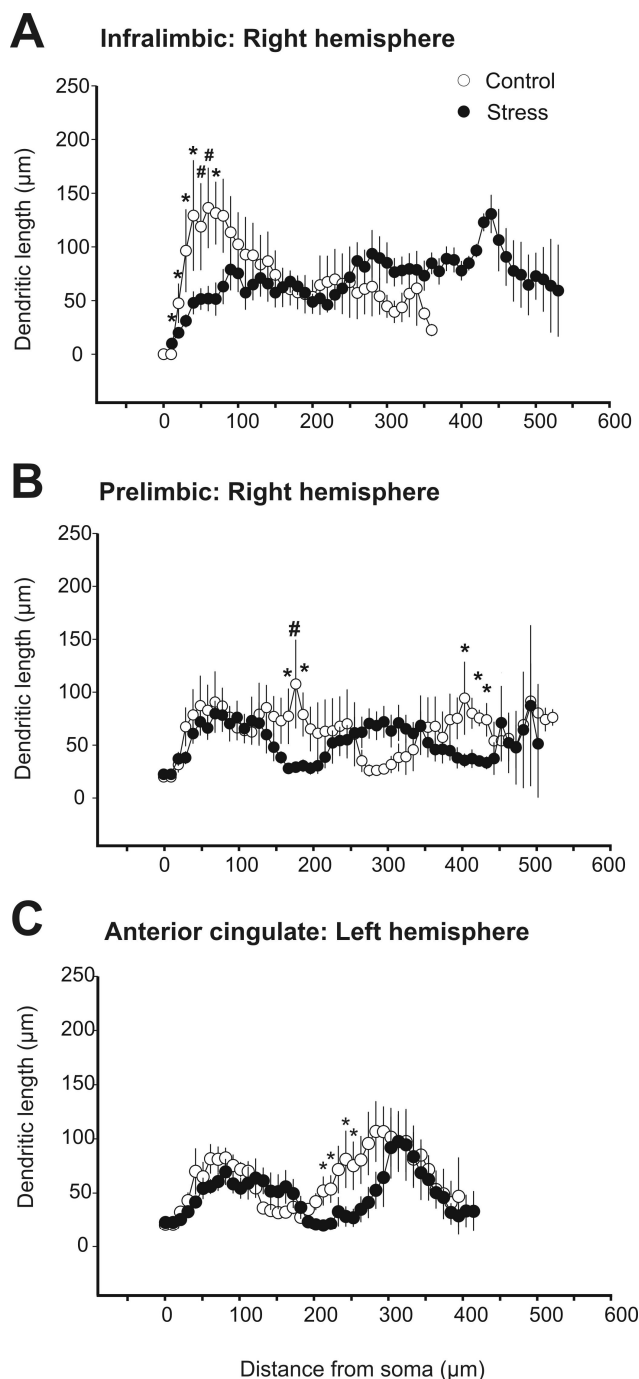 A Infralimbic: Right hemisphere
250
Control
Stress
200
150
100
50
0
* * * * # # *
Dendritic length (µm)
0 100 200 300 400 500 600
B Prelimbic: Right hemisphere
250
200
150
100
50
0
* # * * * *
Dendritic length (µm)
0 100 200 300 400 500 600
C Anterior cingulate: Left hemisphere
250
200
150
100
50
0
* * * *
Dendritic length (µm)
0 100 200 300 400 500 600
Distance from soma (µm)